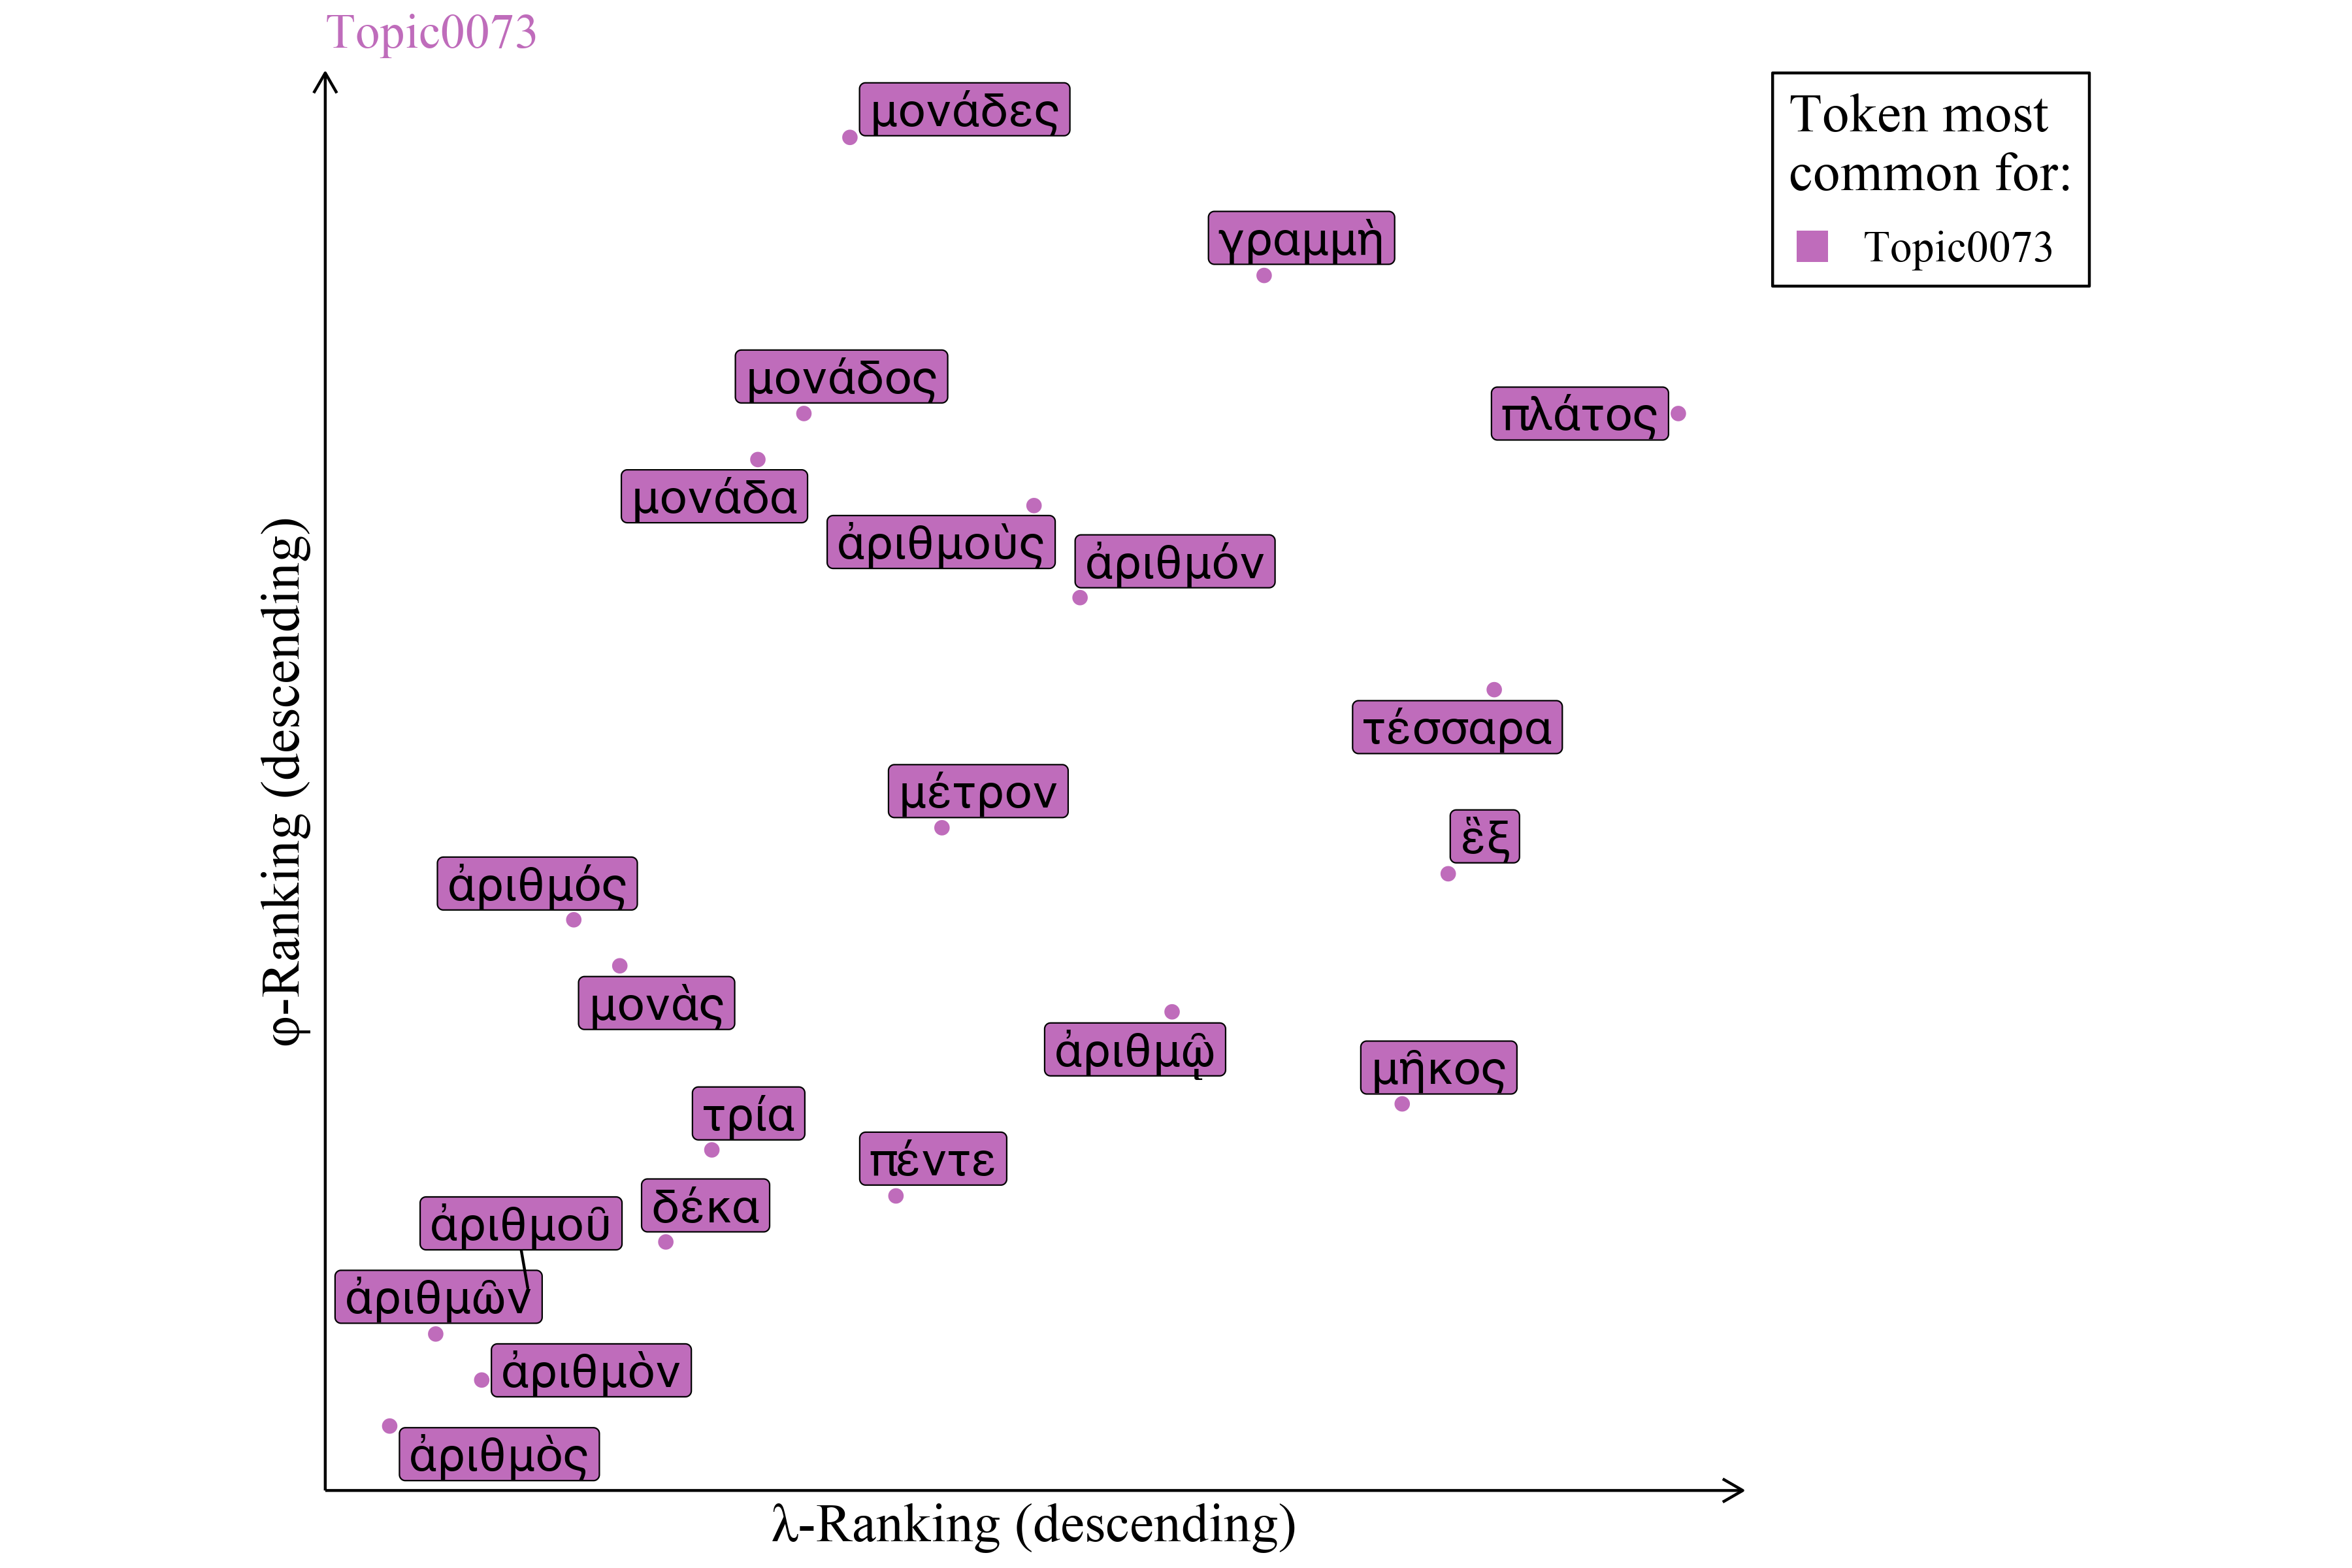 Topic0073
μονάδες
Token most
common for:
Topic0073
γραμμὴ
μονάδος
πλάτος
μονάδα
ἀριθμοὺς
ἀριθμόν
τέσσαρα
μέτρον
ἓξ
ἀριθμός
μονὰς
ἀριθμῷ
μῆκος
τρία
πέντε
δέκα
ἀριθμοῦ
ἀριθμῶν
ἀριθμὸν
ἀριθμὸς
φ-Ranking (descending)
λ-Ranking (descending)